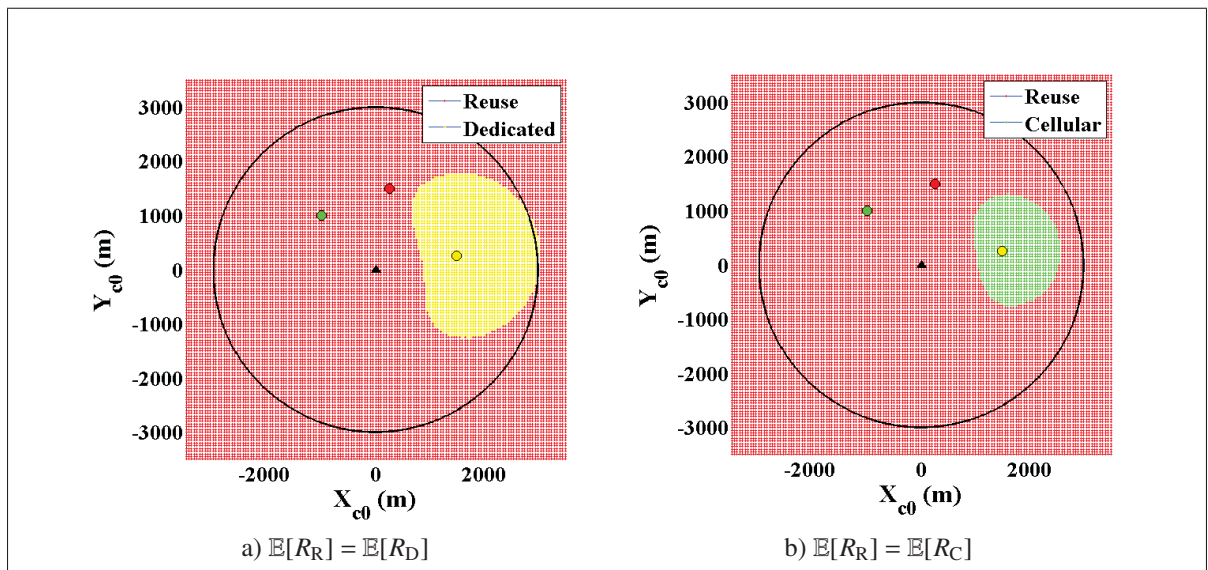 Reuse
Dedicated
3000
2000
1000
0
-1000
-2000
-3000
-2000 0 2000
Y_c0 (m)
X_c0 (m)
a) 𝔼[R_R] = 𝔼[R_D]
Reuse
Cellular
3000
2000
1000
0
-1000
-2000
-3000
-2000 0 2000
Y_c0 (m)
X_c0 (m)
b) 𝔼[R_R] = 𝔼[R_C]